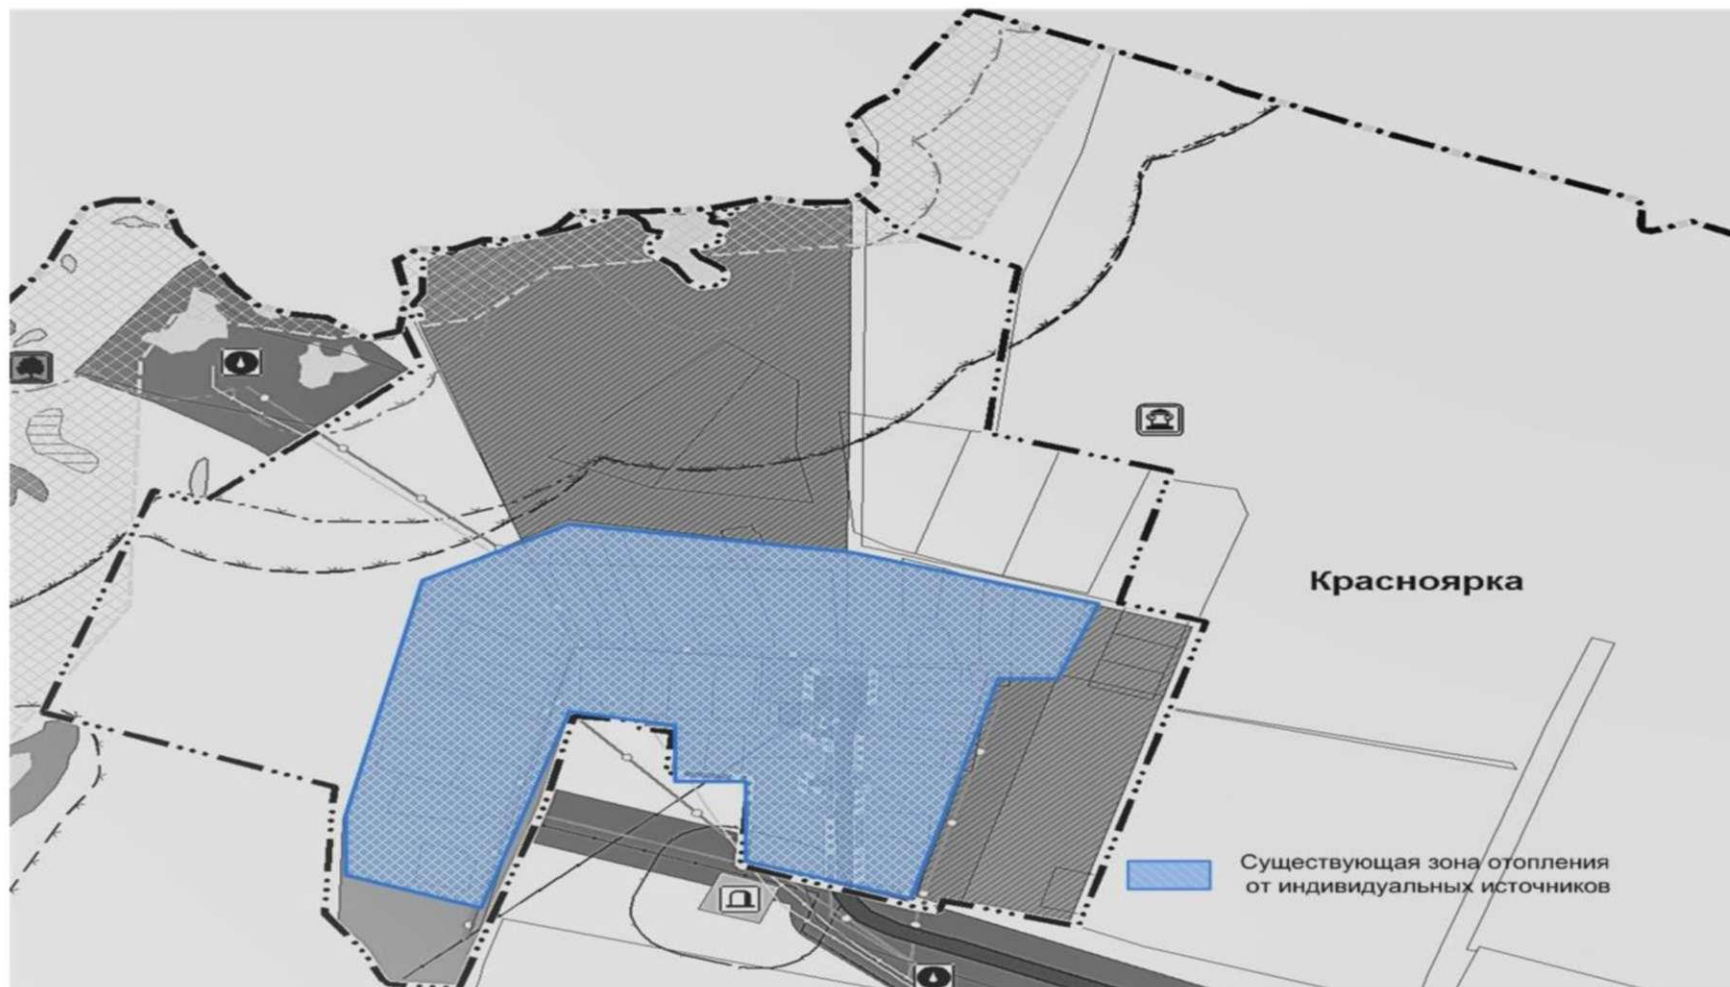 Красноярка
Существующая зона отопления
от индивидуальных источников